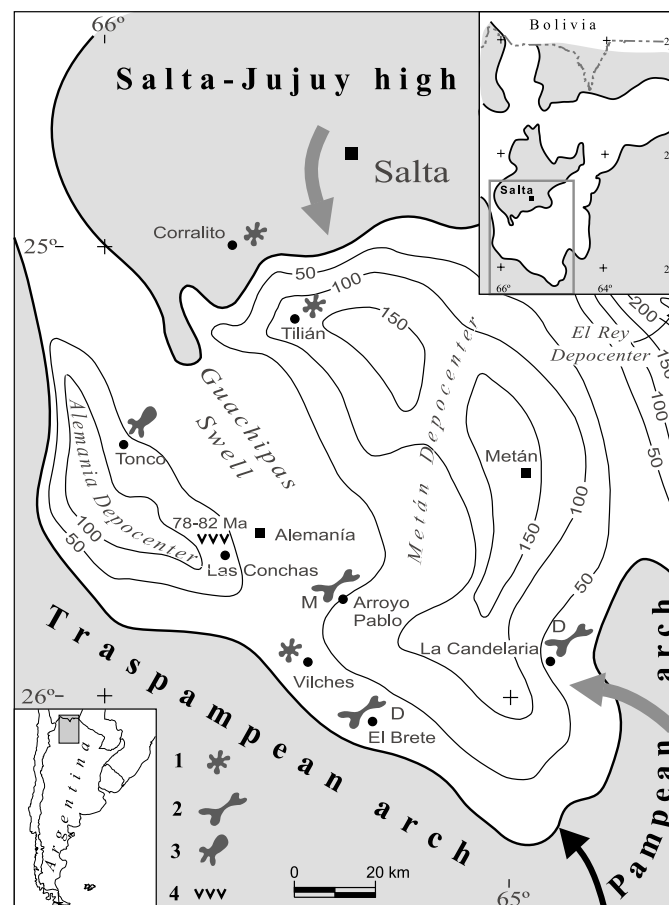 66º
Bolivia
Salta-Jujuy high
Salta
Salta
Corralito
25º
66º
64º
50
100
150
Tilián
200
El Rey
Depocenter
150
100
50
Guachipas
Swell
Metán Depocenter
Alemania Depocenter
Tonco
Metán
100
150
50
78-82 Ma
vvv
Alemanía
100
50
Las Conchas
M
Arroyo
Pablo
D
La Candelaria
Traspampean arch
Vilches
Pampean arch
26º
D
El Brete
Argentina
1
2
3
4 vvv
0
20 km
65º